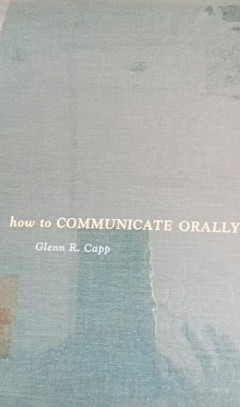 how to COMMUNICATE ORALLY
Glenn R. Capp